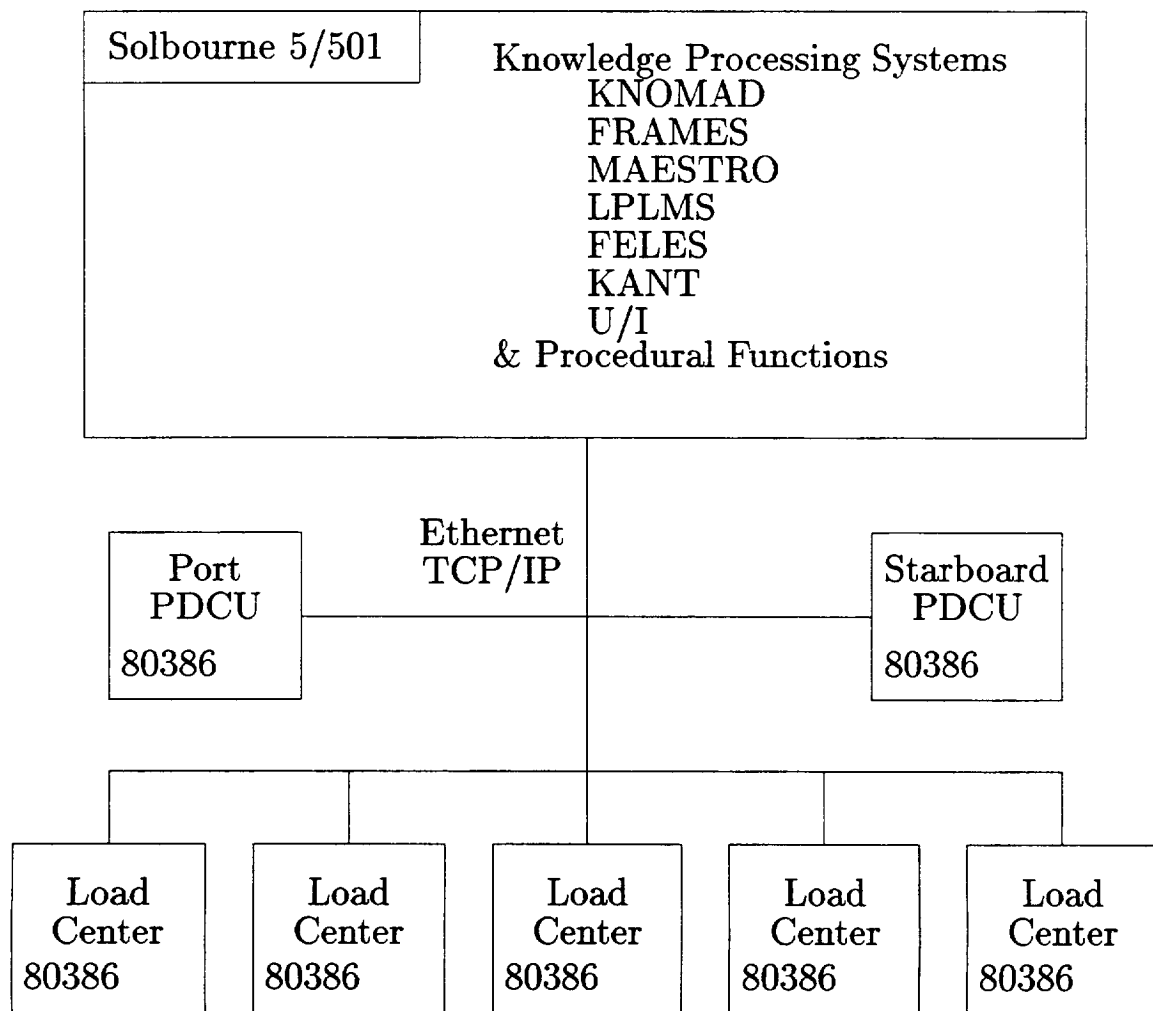 Solbourne 5/501
Knowledge Processing Systems
KNOMAD
FRAMES
MAESTRO
LPLMS
FELES
KANT
U/I
& Procedural Functions
Ethernet
TCP/IP
Port
PDCU
80386
Starboard
PDCU
80386
Load
Center
80386
Load
Center
80386
Load
Center
80386
Load
Center
80386
Load
Center
80386